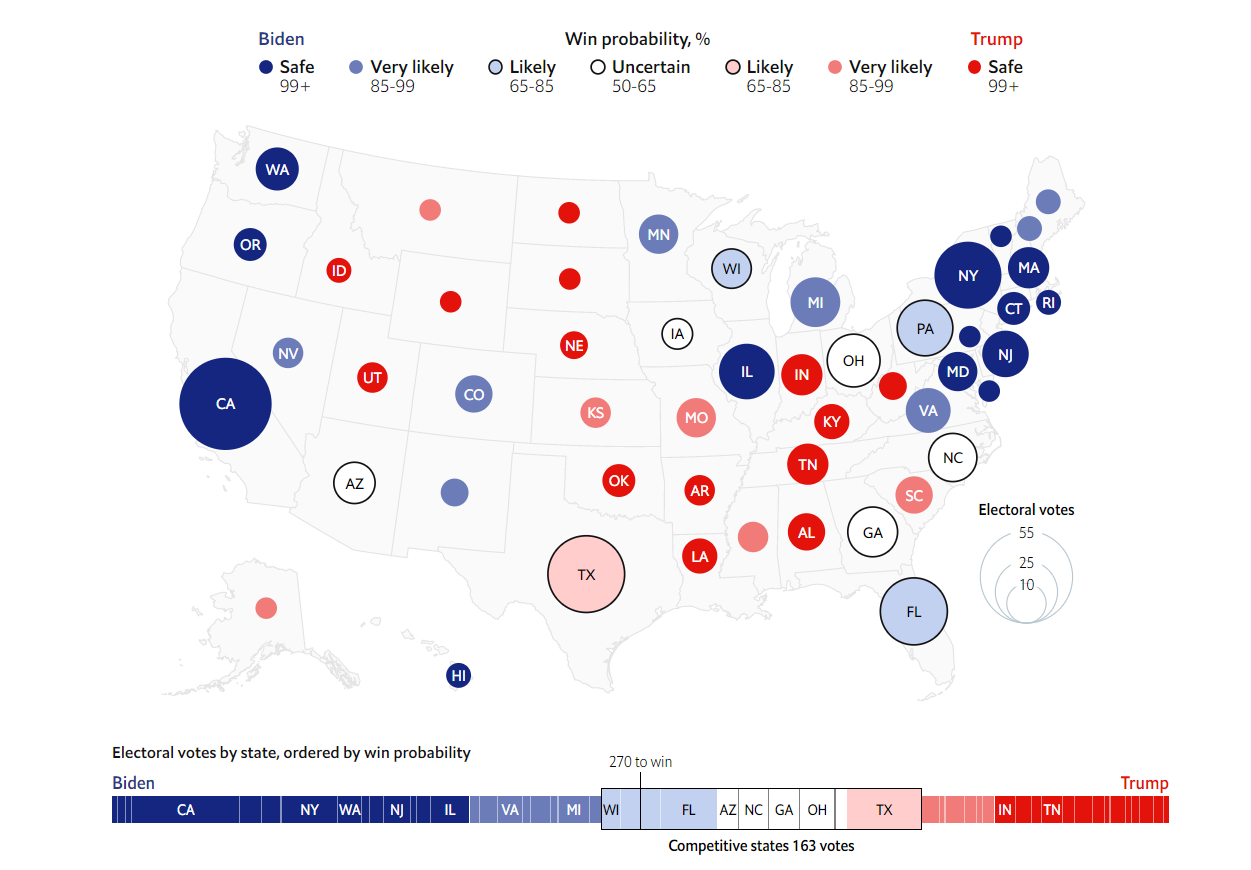 Biden Win probability, % Trump
Safe Very likely Likely Uncertain Likely Very likely Safe
99+ 85-99 65-85 50-65 65-85 85-99 99+
WA
OR
ID
MN
WI
NY
MA
MI
CT
RI
PA
IA
NE
NV
OH
NJ
UT
IL
IN
MD
CA
CO
KS
MO
KY
VA
NC
TN
AZ
OK
AR
SC
GA
AL
LA
TX
FL
HI
Electoral votes
55
25
10
Electoral votes by state, ordered by win probability
270 to win
Biden Trump
CA NY WA NJ IL VA MI WI FL AZ NC GA OH TX IN TN
Competitive states 163 votes